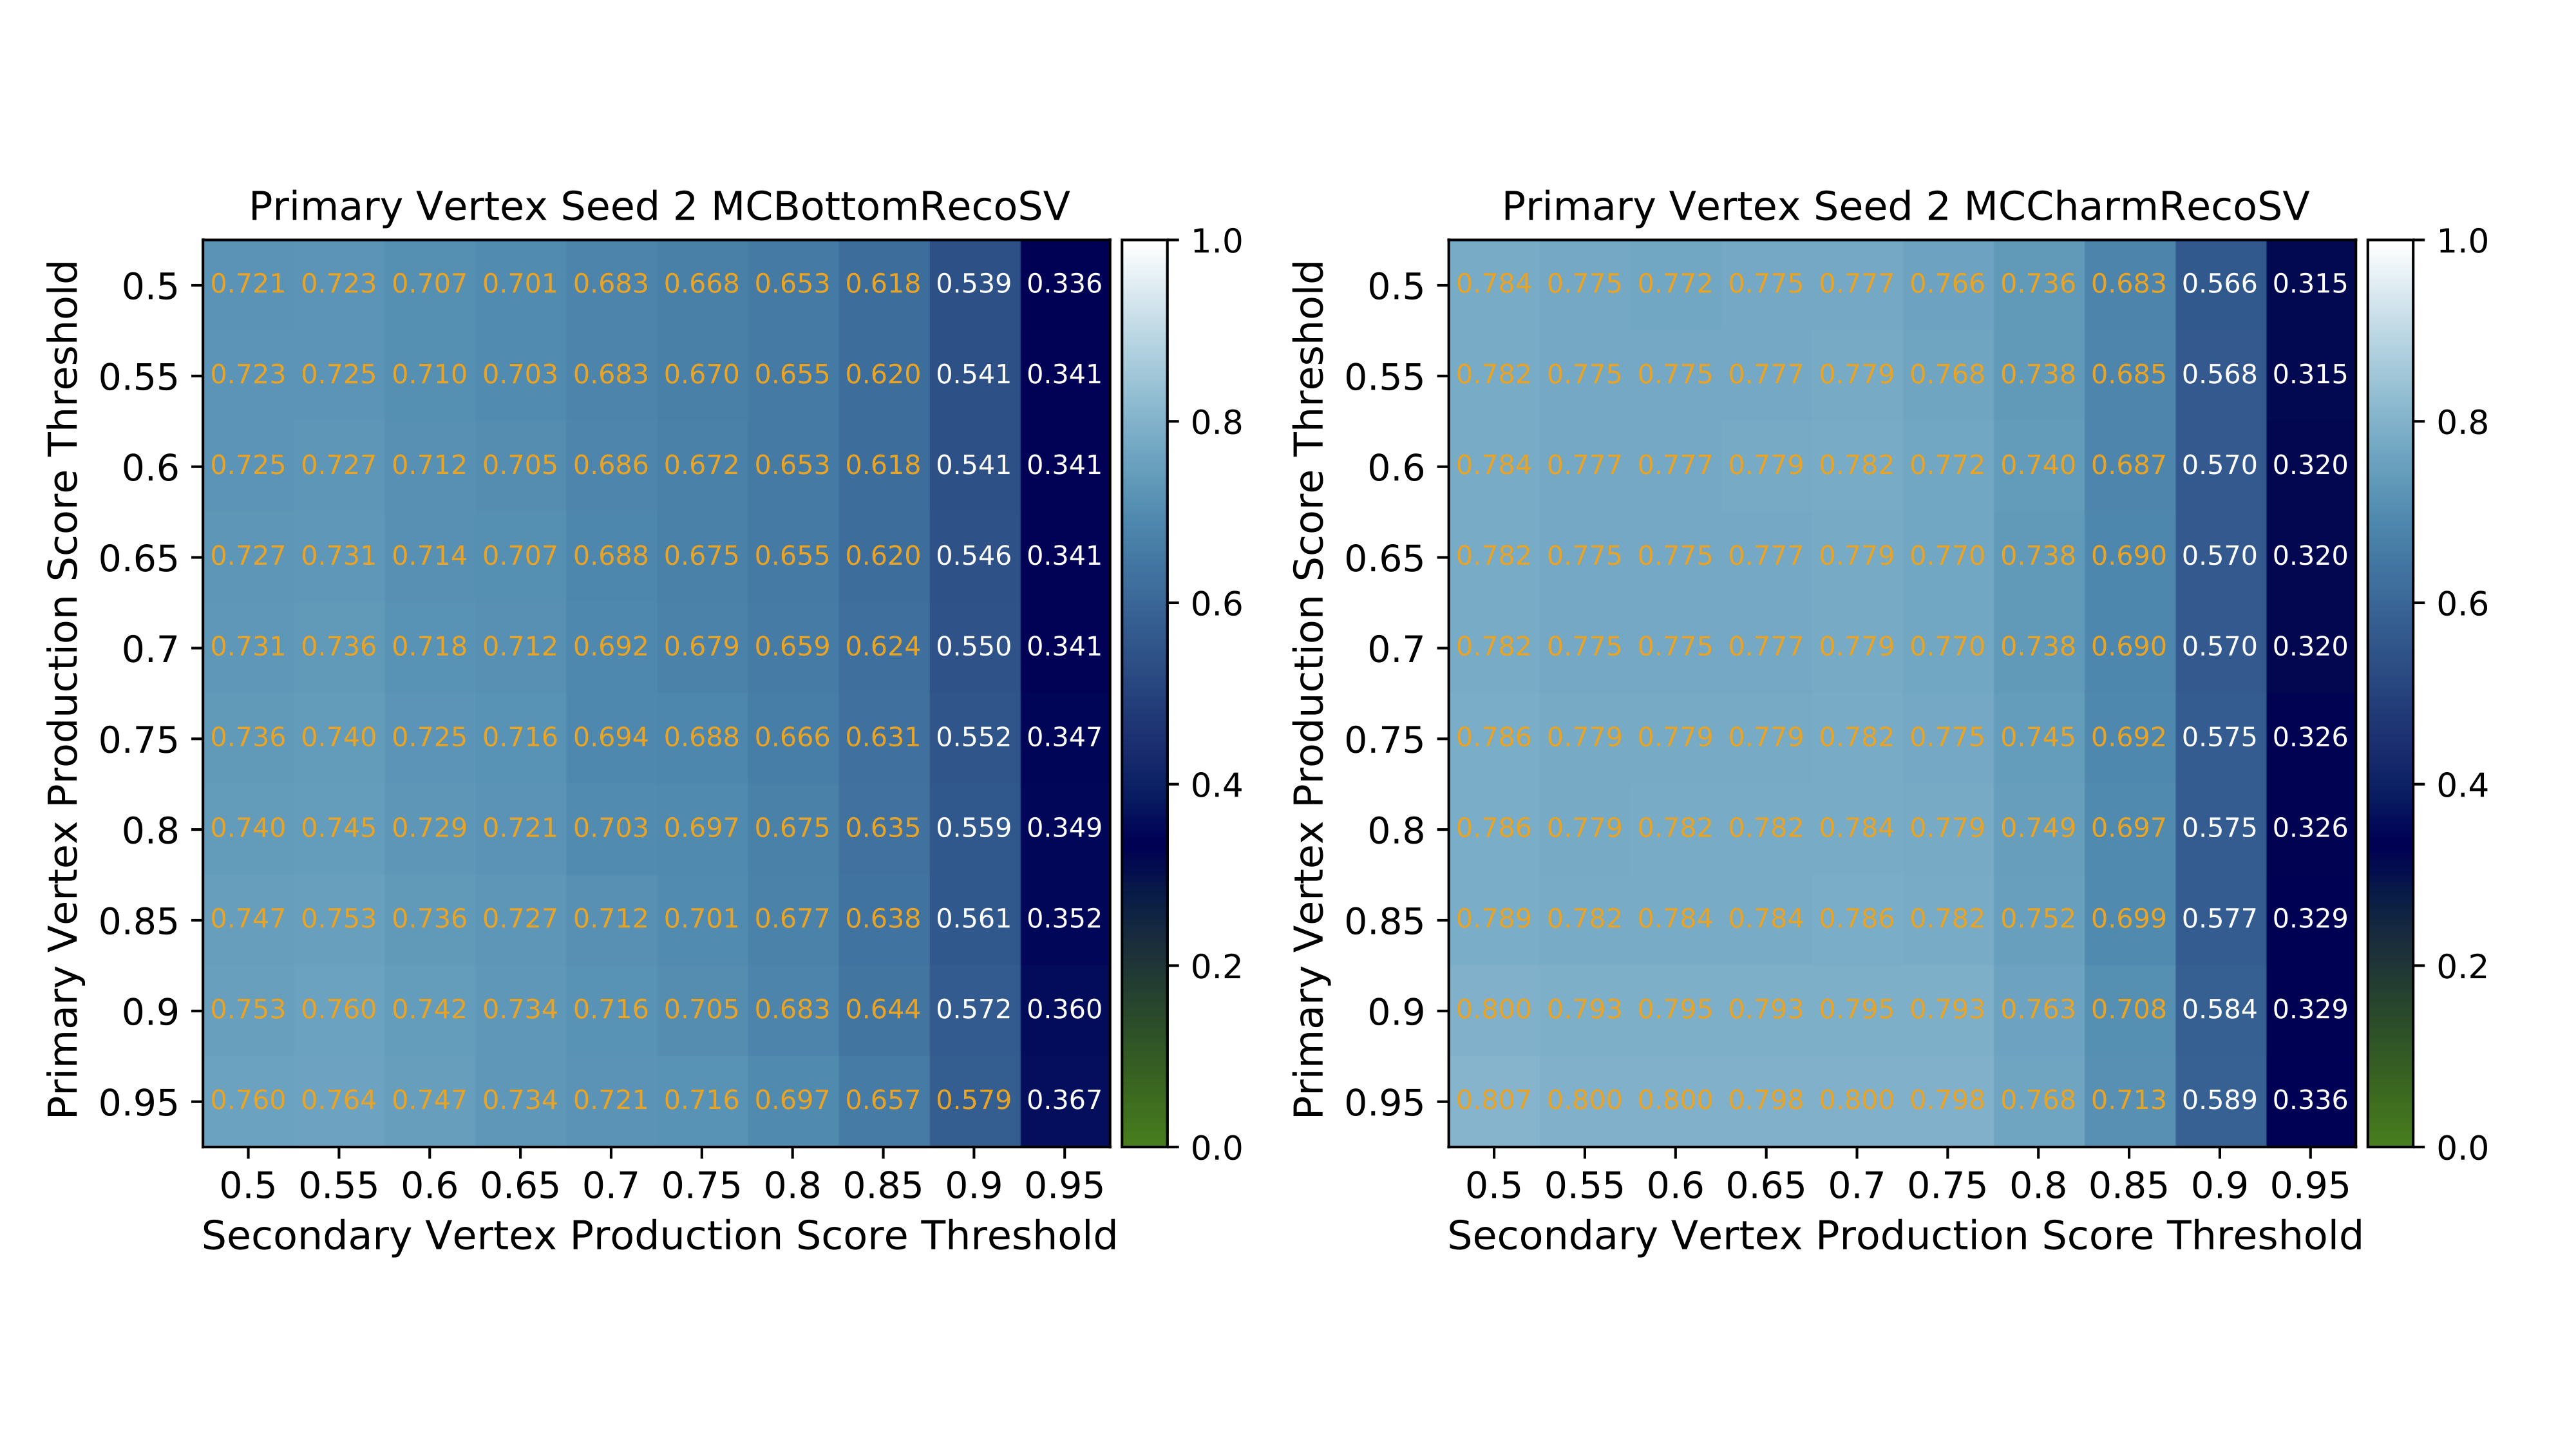 Primary Vertex Seed 2 MCBottomRecoSV
Primary Vertex Production Score Threshold
0.5 0.721 0.723 0.707 0.701 0.683 0.668 0.653 0.618 0.539 0.336
0.55 0.723 0.725 0.710 0.703 0.683 0.670 0.655 0.620 0.541 0.341
0.6 0.725 0.727 0.712 0.705 0.686 0.672 0.653 0.618 0.541 0.341
0.65 0.727 0.731 0.714 0.707 0.688 0.675 0.655 0.620 0.546 0.341
0.7 0.731 0.736 0.718 0.712 0.692 0.679 0.659 0.624 0.550 0.341
0.75 0.736 0.740 0.725 0.716 0.694 0.688 0.666 0.631 0.552 0.347
0.8 0.740 0.745 0.729 0.721 0.703 0.697 0.675 0.635 0.559 0.349
0.85 0.747 0.753 0.736 0.727 0.712 0.701 0.677 0.638 0.561 0.352
0.9 0.753 0.760 0.742 0.734 0.716 0.705 0.683 0.644 0.572 0.360
0.95 0.760 0.764 0.747 0.734 0.721 0.716 0.697 0.657 0.579 0.367
0.5 0.55 0.6 0.65 0.7 0.75 0.8 0.85 0.9 0.95
Secondary Vertex Production Score Threshold
1.0
0.8
0.6
0.4
0.2
0.0
Primary Vertex Seed 2 MCCharmRecoSV
Primary Vertex Production Score Threshold
0.5 0.784 0.775 0.772 0.775 0.777 0.766 0.736 0.683 0.566 0.315
0.55 0.782 0.775 0.775 0.777 0.779 0.768 0.738 0.685 0.568 0.315
0.6 0.784 0.777 0.777 0.779 0.782 0.772 0.740 0.687 0.570 0.320
0.65 0.782 0.775 0.775 0.777 0.779 0.770 0.738 0.690 0.570 0.320
0.7 0.782 0.775 0.775 0.777 0.779 0.770 0.738 0.690 0.570 0.320
0.75 0.786 0.779 0.779 0.779 0.782 0.775 0.745 0.692 0.575 0.326
0.8 0.786 0.779 0.782 0.782 0.784 0.779 0.749 0.697 0.575 0.326
0.85 0.789 0.782 0.784 0.784 0.786 0.782 0.752 0.699 0.577 0.329
0.9 0.800 0.793 0.795 0.793 0.795 0.793 0.763 0.708 0.584 0.329
0.95 0.807 0.800 0.800 0.798 0.800 0.798 0.768 0.713 0.589 0.336
0.5 0.55 0.6 0.65 0.7 0.75 0.8 0.85 0.9 0.95
Secondary Vertex Production Score Threshold
1.0
0.8
0.6
0.4
0.2
0.0